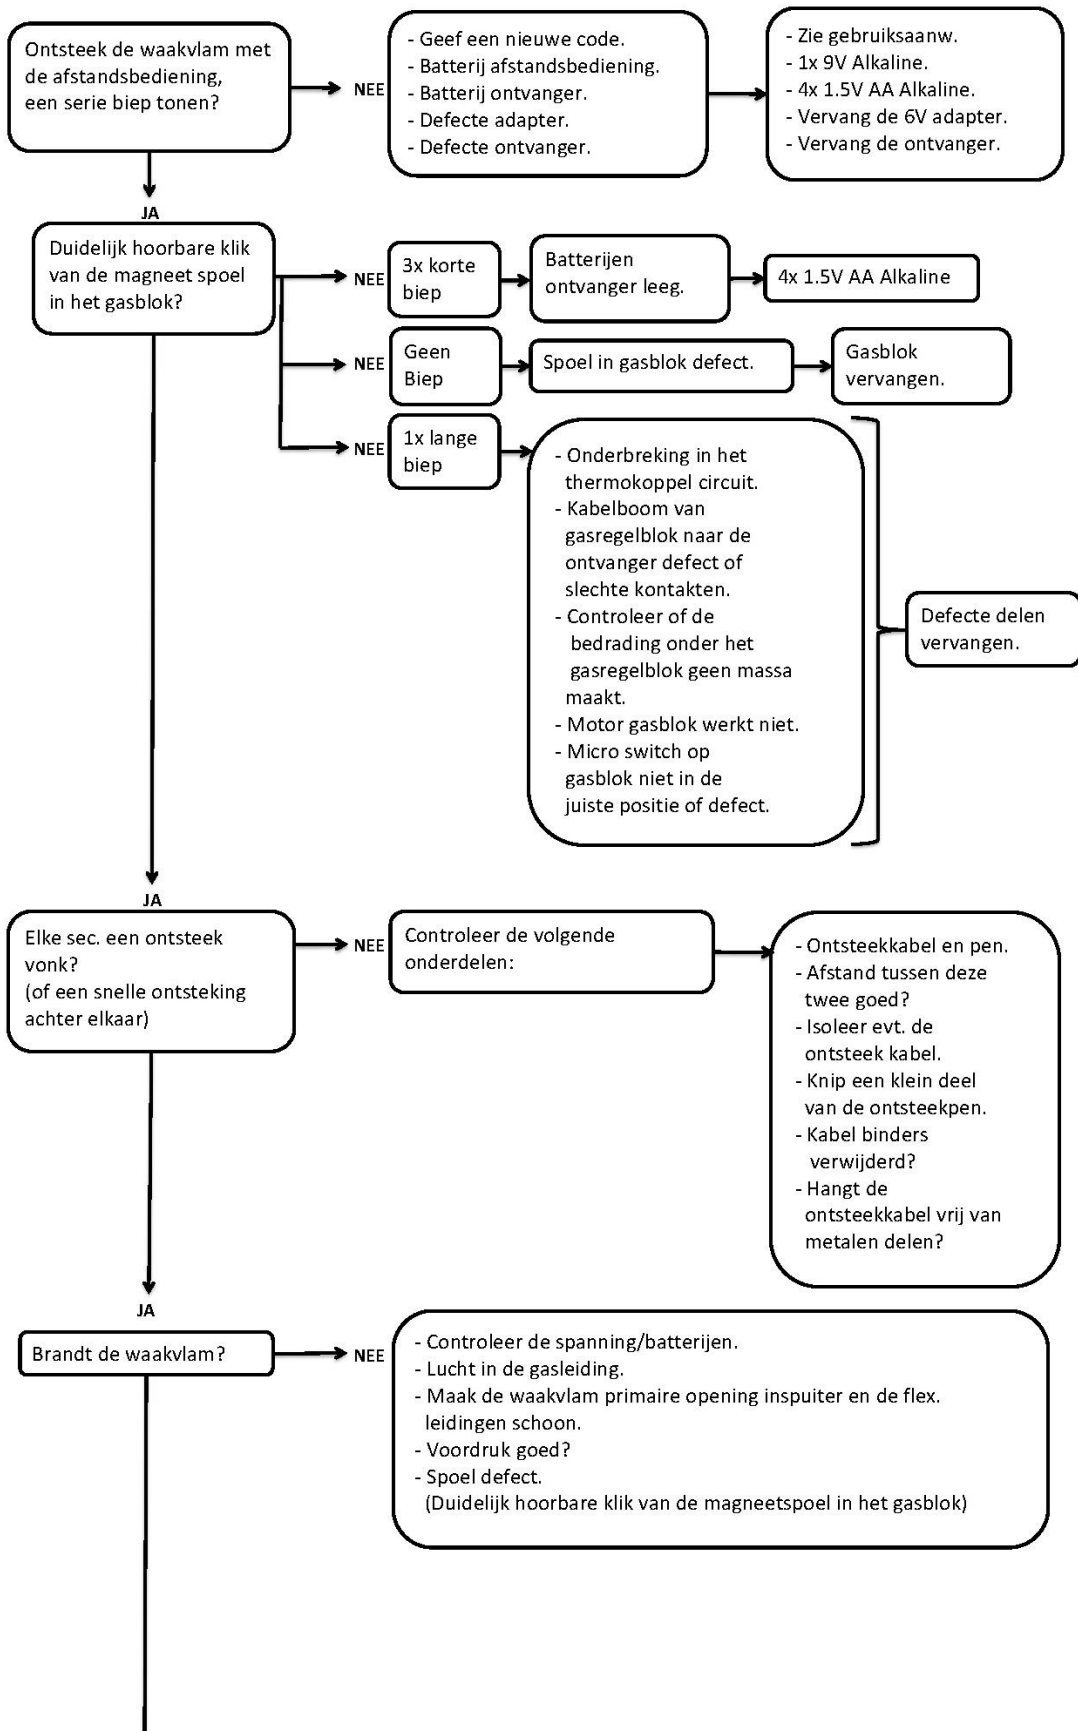 Ontsteek de waakvlam met
de afstandsbediening,
een serie biep tonen?
NEE
- Geef een nieuwe code.
- Batterij afstandsbediening.
- Batterij ontvanger.
- Defecte adapter.
- Defecte ontvanger.
- Zie gebruiksaanw.
- 1x 9V Alkaline.
- 4x 1.5V AA Alkaline.
- Vervang de 6V adapter.
- Vervang de ontvanger.
JA
Duidelijk hoorbare klik
van de magneet spoel
in het gasblok?
NEE
3x korte
biep
Batterijen
ontvanger leeg.
4x 1.5V AA Alkaline
NEE
Geen
Biep
Spoel in gasblok defect.
Gasblok
vervangen.
NEE
1x lange
biep
- Onderbreking in het
thermokoppel circuit.
- Kabelboom van
gasregelblok naar de
ontvanger defect of
slechte kontakten.
- Controleer of de
bedrading onder het
gasregelblok geen massa
maakt.
- Motor gasblok werkt niet.
- Micro switch op
gasblok niet in de
juiste positie of defect.
Defecte delen
vervangen.
JA
Elke sec. een ontsteek
vonk?
(of een snelle ontsteking
achter elkaar)
NEE
Controleer de volgende
onderdelen:
- Ontsteekkabel en pen.
- Afstand tussen deze
twee goed?
- Isoleer evt. de
ontsteek kabel.
- Knip een klein deel
van de ontsteekpen.
- Kabel binders
verwijderd?
- Hangt de
ontsteekkabel vrij van
metalen delen?
JA
Brandt de waakvlam?
NEE
- Controleer de spanning/batterijen.
- Lucht in de gasleiding.
- Maak de waakvlam primaire opening inspuiter en de flex.
leidingen schoon.
- Voordruk goed?
- Spoel defect.
(Duidelijk hoorbare klik van de magneetspoel in het gasblok)